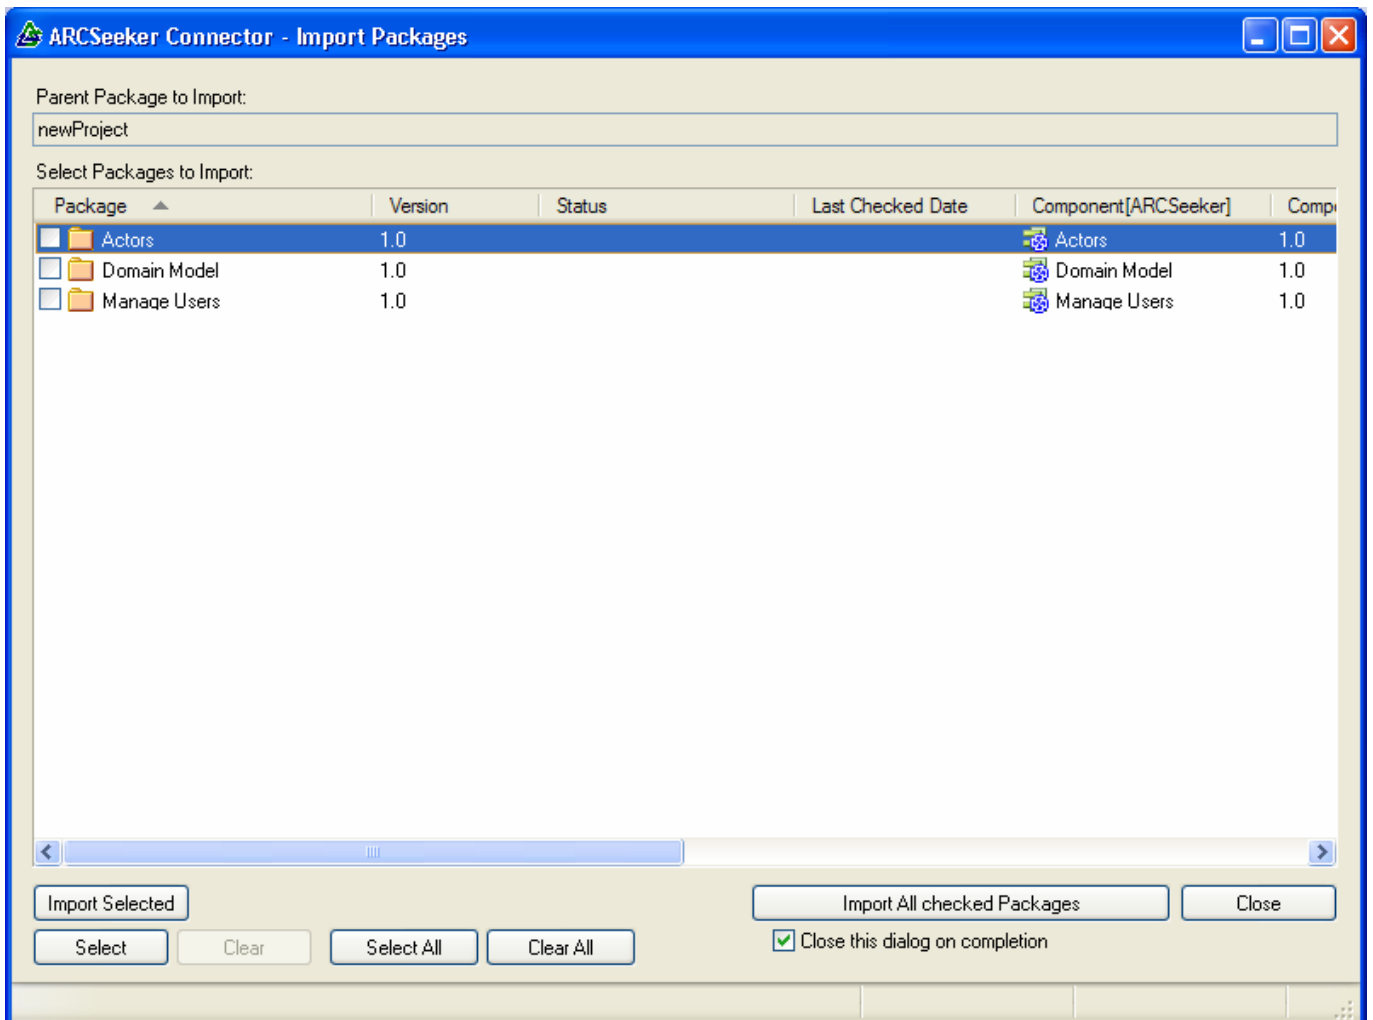 ARCSeeker Connector - Import Packages
Parent Package to Import:
newProject
Select Packages to Import:
Package Version Status Last Checked Date Component[ARCSeeker] Compo
Actors 1.0 Actors 1.0
Domain Model 1.0 Domain Model 1.0
Manage Users 1.0 Manage Users 1.0
Import Selected Import All checked Packages Close
Select Clear Select All Clear All Close this dialog on completion